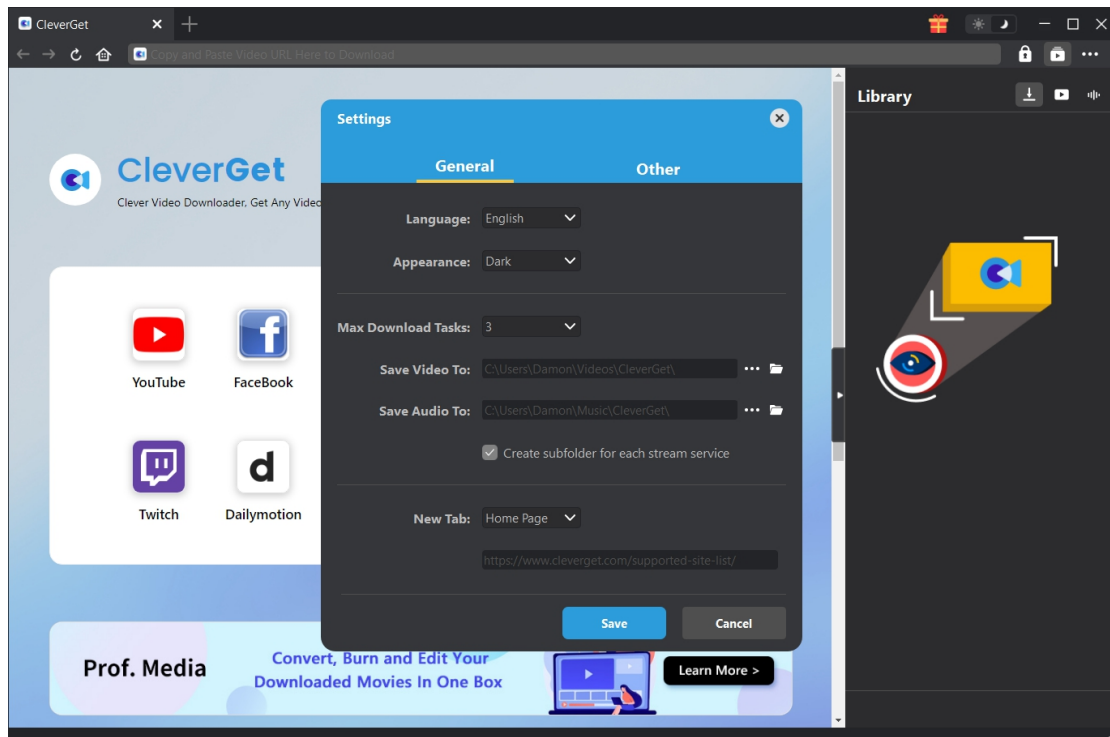 CleverGet
Copy and Paste Video URL Here to Download
Library
CleverGet
Clever Video Downloader. Get Any Video
YouTube
FaceBook
Twitch
d
Dailymotion
Settings
General
Other
Language: English
Appearance: Dark
Max Download Tasks: 3
Save Video To: C:\Users\Damon\Videos\CleverGet\
Save Audio To: C:\Users\Damon\Music\CleverGet\
Create subfolder for each stream service
New Tab: Home Page
https://www.cleverget.com/supported-site-list/
Save
Cancel
Prof. Media
Convert, Burn and Edit Your
Downloaded Movies In One Box
Learn More >